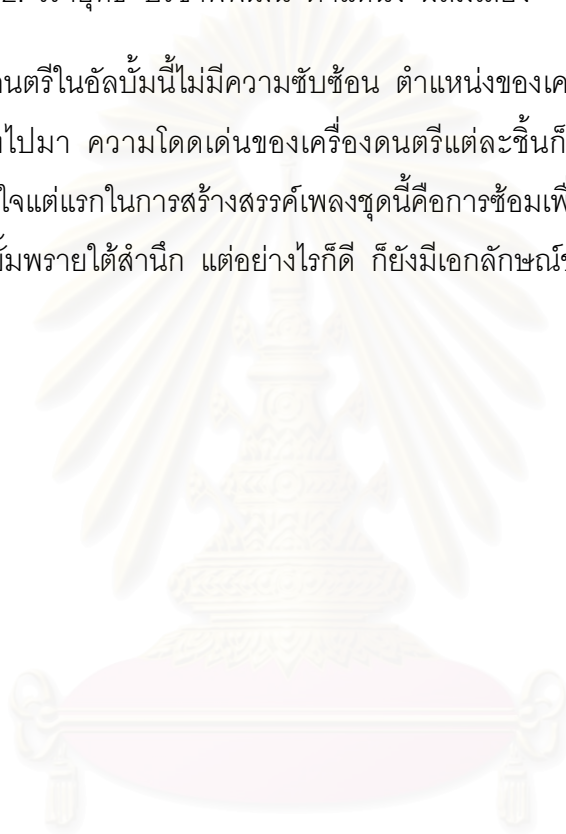 นตรีในอัลบั้มนี้ไม่มีความซับซ้อน ตำแหน่งของเค
ไปมา ความโดดเด่นของเครื่องดนตรีแต่ละชิ้นก็
ใจแต่แรกในการสร้างสรรค์เพลงชุดนี้คือการซ้อมเพื
มพรายใต้สำนึก แต่อย่างไรก็ดี ก็ยังมีเอกลักษณ์ข